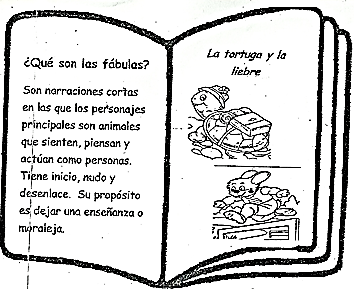 ¿Qué son las fábulas?
Son narraciones cortas
en las que los personajes
principales son animales
que sienten, piensan y
actúan como personas.
Tiene inicio, nudo y
desenlace. Su propósito
es dejar una enseñanza o
moraleja.
La tortuga y la
liebre